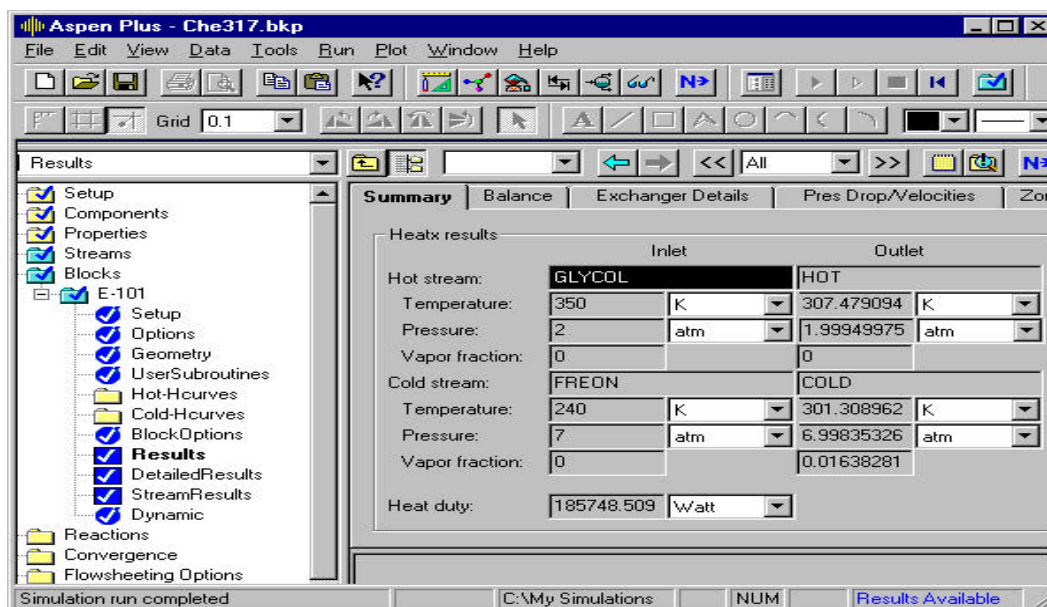 Aspen Plus - Che317.bkp
File Edit View Data Tools Run Plot Window Help
N
Grid 0.1
A
Results All N
Summary Balance Exchanger Details Pres Drop/Velocities Zo
Setup
Components
Properties
Streams
Blocks
E-101
Setup
Options
Geometry
UserSubroutines
Hot-Hcurves
Cold-Hcurves
BlockOptions
Results
DetailedResults
StreamResults
Dynamic
Reactions
Convergence
Flowsheeting Options
Heatx results
Inlet Outlet
Hot stream: GLYCOL HOT
Temperature: 350 K 307.479094 K
Pressure: 2 atm 1.99949975 atm
Vapor fraction: 0 0
Cold stream: FREON COLD
Temperature: 240 K 301.308962 K
Pressure: 7 atm 6.99835326 atm
Vapor fraction: 0 0.01638281
Heat duty: 185748.509 Watt
Simulation run completed C:\My Simulations NUM Results Available